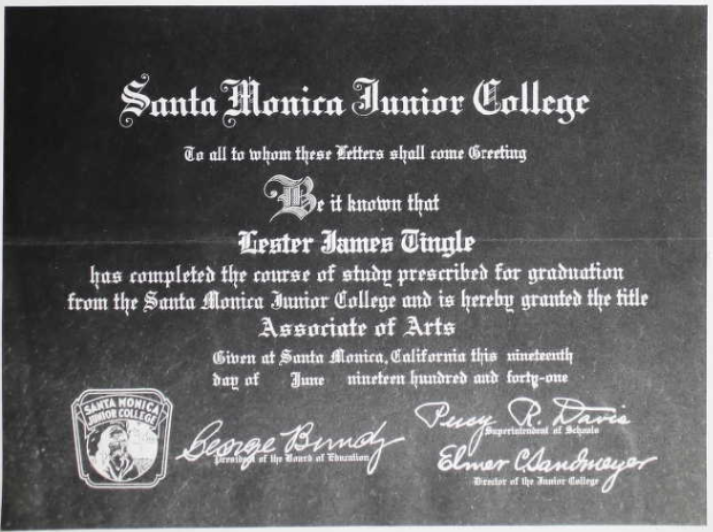 Santa Monica Junior College
To all to whom these Letters shall come Greeting
Be it known that
Lester James Tingle
has completed the course of study prescribed for graduation
from the Santa Monica Junior College and is hereby granted the title
Associate of Arts
Given at Santa Monica, California this nineteenth
day of June nineteen hundred and forty-one
SANTA MONICA
JUNIOR COLLEGE
George Bundy
President of the Board of Education
Percy R. Davis
Superintendent of Schools
Elmer C. Sandmeyer
Director of the Junior College